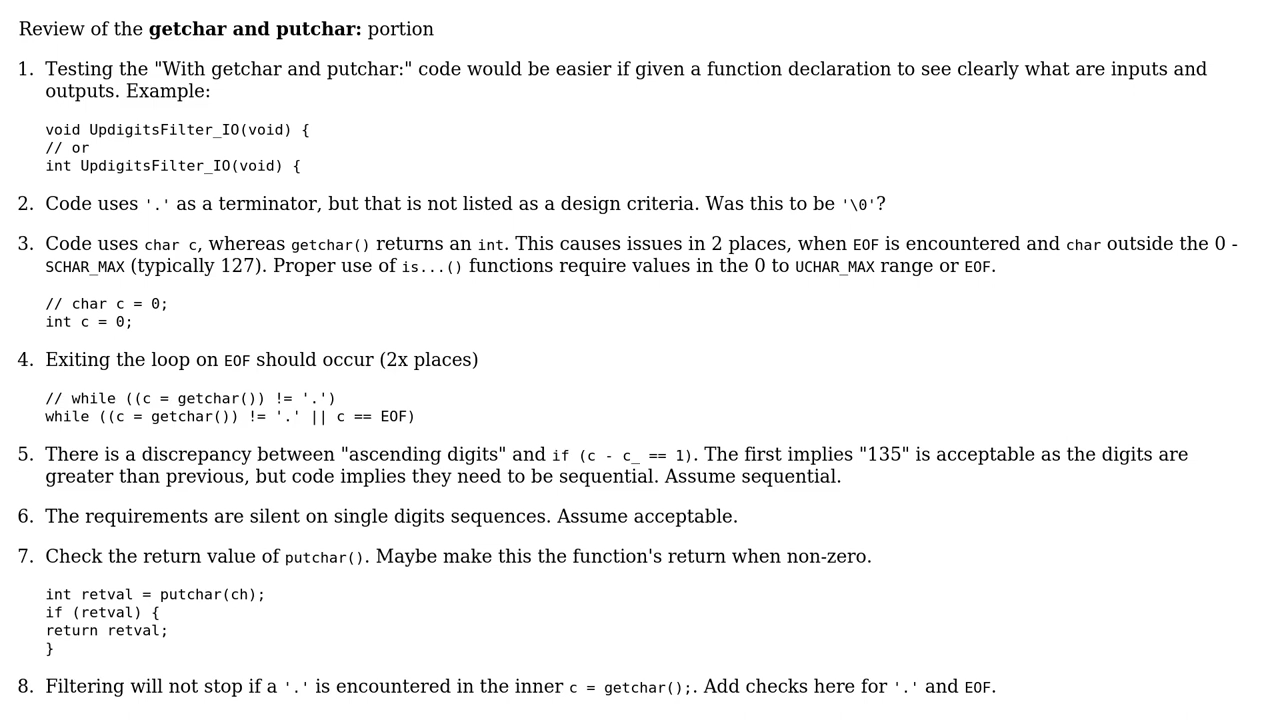 Review of the getchar and putchar: portion
1. Testing the "With getchar and putchar:" code would be easier if given a function declaration to see clearly what are inputs and
outputs. Example:
void UpdigitsFilter_IO(void) {
// or
int UpdigitsFilter_IO(void) {
2. Code uses '.' as a terminator, but that is not listed as a design criteria. Was this to be '\0'?
3. Code uses char c, whereas getchar() returns an int. This causes issues in 2 places, when EOF is encountered and char outside the 0 -
SCHAR_MAX (typically 127). Proper use of is...() functions require values in the 0 to UCHAR_MAX range or EOF.
// char c = 0;
int c = 0;
4. Exiting the loop on EOF should occur (2x places)
// while ((c = getchar()) != '.')
while ((c = getchar()) != '.' || c == EOF)
5. There is a discrepancy between "ascending digits" and if (c - c_ == 1). The first implies "135" is acceptable as the digits are
greater than previous, but code implies they need to be sequential. Assume sequential.
6. The requirements are silent on single digits sequences. Assume acceptable.
7. Check the return value of putchar(). Maybe make this the function's return when non-zero.
int retval = putchar(ch);
if (retval) {
return retval;
}
8. Filtering will not stop if a '.' is encountered in the inner c = getchar();. Add checks here for '.' and EOF.